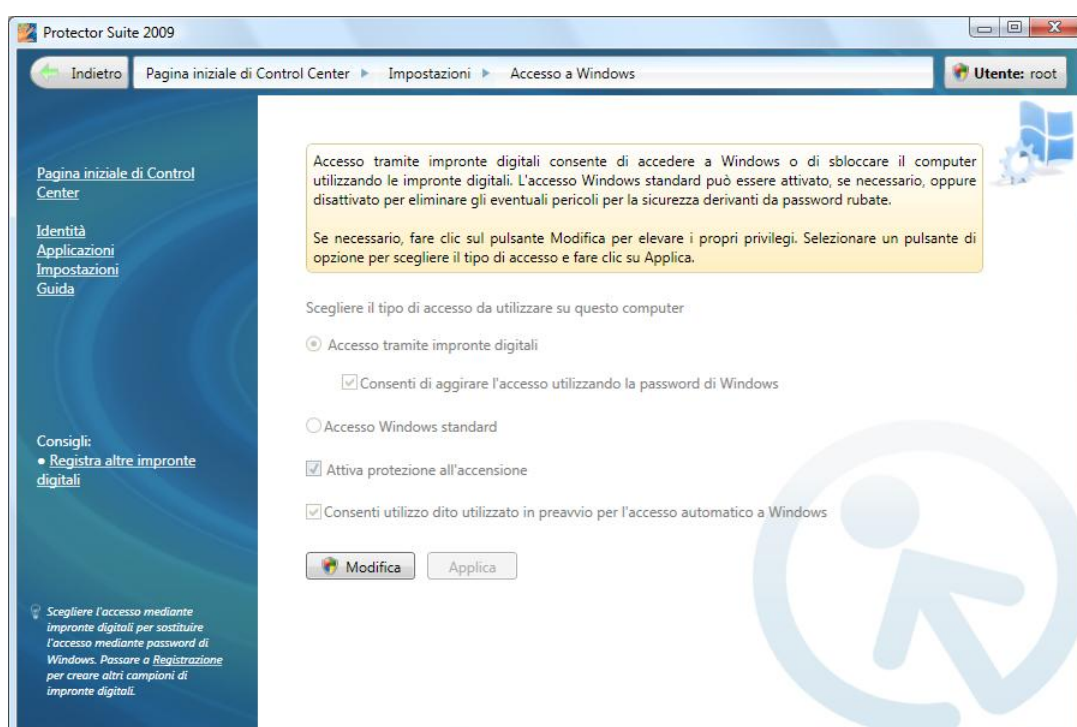 Protector Suite 2009
Indietro
Pagina iniziale di Control Center
Impostazioni
Accesso a Windows
Utente: root
Pagina iniziale di Control
Center
Identità
Applicazioni
Impostazioni
Guida
Consigli:
• Registra altre impronte
digitali
Scegliere l'accesso mediante
impronte digitali per sostituire
l'accesso mediante password di
Windows. Passare a Registrazione
per creare altri campioni di
impronte digitali.
Accesso tramite impronte digitali consente di accedere a Windows o di sbloccare il computer
utilizzando le impronte digitali. L'accesso Windows standard può essere attivato, se necessario, oppure
disattivato per eliminare gli eventuali pericoli per la sicurezza derivanti da password rubate.
Se necessario, fare clic sul pulsante Modifica per elevare i propri privilegi. Selezionare un pulsante di
opzione per scegliere il tipo di accesso e fare clic su Applica.
Scegliere il tipo di accesso da utilizzare su questo computer
Accesso tramite impronte digitali
Consenti di aggirare l'accesso utilizzando la password di Windows
Accesso Windows standard
Attiva protezione all'accensione
Consenti utilizzo dito utilizzato in preavvio per l'accesso automatico a Windows
Modifica
Applica